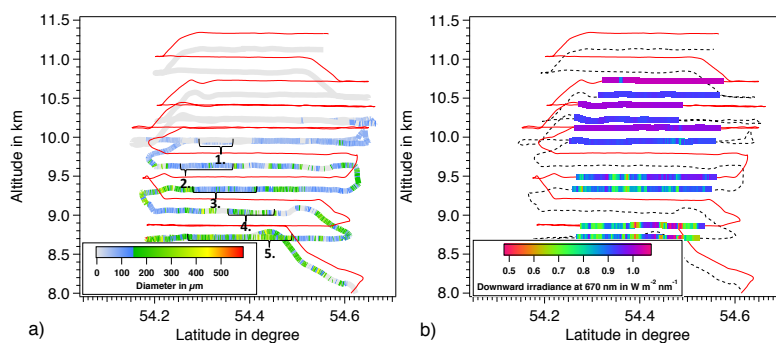 11.5
11.0
10.5
10.0
9.5
9.0
8.5
8.0
Altitude in km
1.
2.
3.
4.
5.
0 100 200 300 400 500
Diameter in µm
54.2 54.4 54.6
Latitude in degree
a)
11.5
11.0
10.5
10.0
9.5
9.0
8.5
8.0
Altitude in km
0.5 0.6 0.7 0.8 0.9 1.0
Downward irradiance at 670 nm in W m⁻² nm⁻¹
54.2 54.4 54.6
Latitude in degree
b)